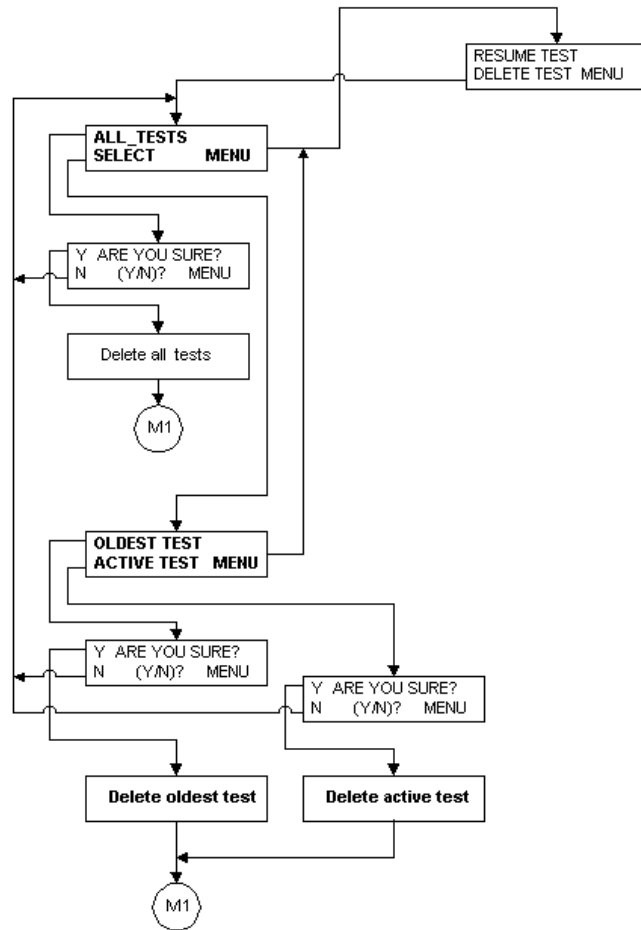 RESUME TEST
DELETE TEST MENU
ALL_TESTS
SELECT MENU
Y ARE YOU SURE?
N (Y/N)? MENU
Delete all tests
M1
OLDEST TEST
ACTIVE TEST MENU
Y ARE YOU SURE?
N (Y/N)? MENU
Y ARE YOU SURE?
N (Y/N)? MENU
Delete oldest test
Delete active test
M1